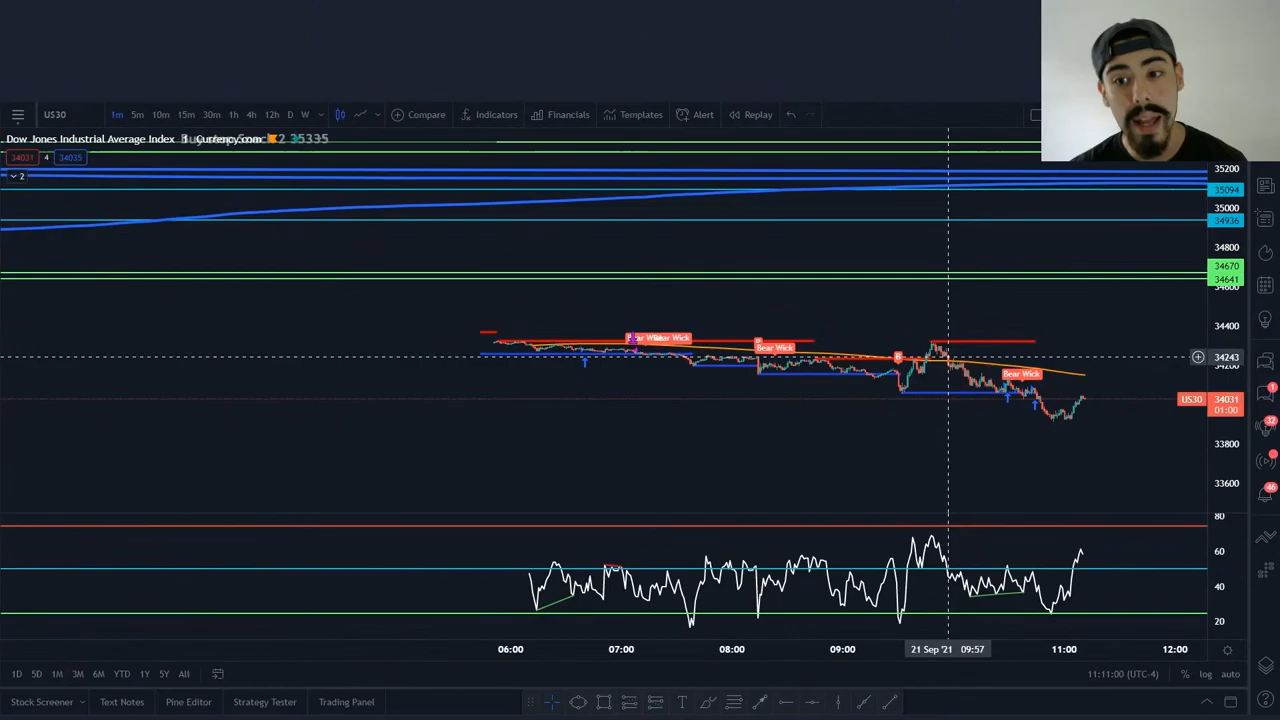 US30 1m 5m 10m 15m 30m 1h 4h 12h D W Compare Indicators Financials Templates Alert Replay
Dow Jones Industrial Average Index 35335
34031 4 34035
2
35200
35094
35000
34936
34800
34670
34641
34600
34400
Bear Wick
Bear Wick
B
34243
34200
Bear Wick
US30 34031
01:00
33800
33600
80
60
40
20
06:00 07:00 08:00 09:00 21 Sep '21 09:57 11:00 12:00
1D 5D 1M 3M 6M YTD 1Y 5Y All 11:11:00 (UTC-4) % log auto
Stock Screener Text Notes Pine Editor Strategy Tester Trading Panel
1
32
46